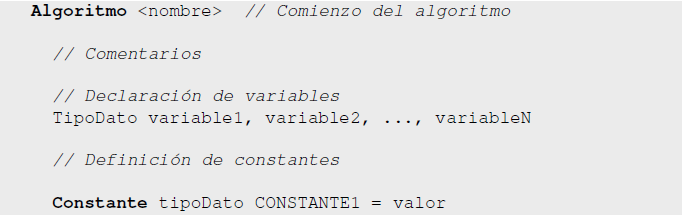 Algoritmo <nombre> // Comienzo del algoritmo
// Comentarios
// Declaración de variables
TipoDato variable1, variable2, ..., variableN
// Definición de constantes
Constante tipoDato CONSTANTE1 = valor